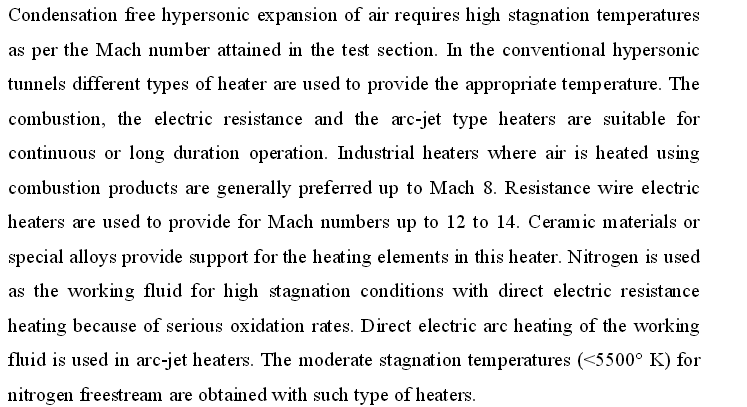 Condensation free hypersonic expansion of air requires high stagnation temperatures
as per the Mach number attained in the test section. In the conventional hypersonic
tunnels different types of heater are used to provide the appropriate temperature. The
combustion, the electric resistance and the arc-jet type heaters are suitable for
continuous or long duration operation. Industrial heaters where air is heated using
combustion products are generally preferred up to Mach 8. Resistance wire electric
heaters are used to provide for Mach numbers up to 12 to 14. Ceramic materials or
special alloys provide support for the heating elements in this heater. Nitrogen is used
as the working fluid for high stagnation conditions with direct electric resistance
heating because of serious oxidation rates. Direct electric arc heating of the working
fluid is used in arc-jet heaters. The moderate stagnation temperatures (<5500° K) for
nitrogen freestream are obtained with such type of heaters.